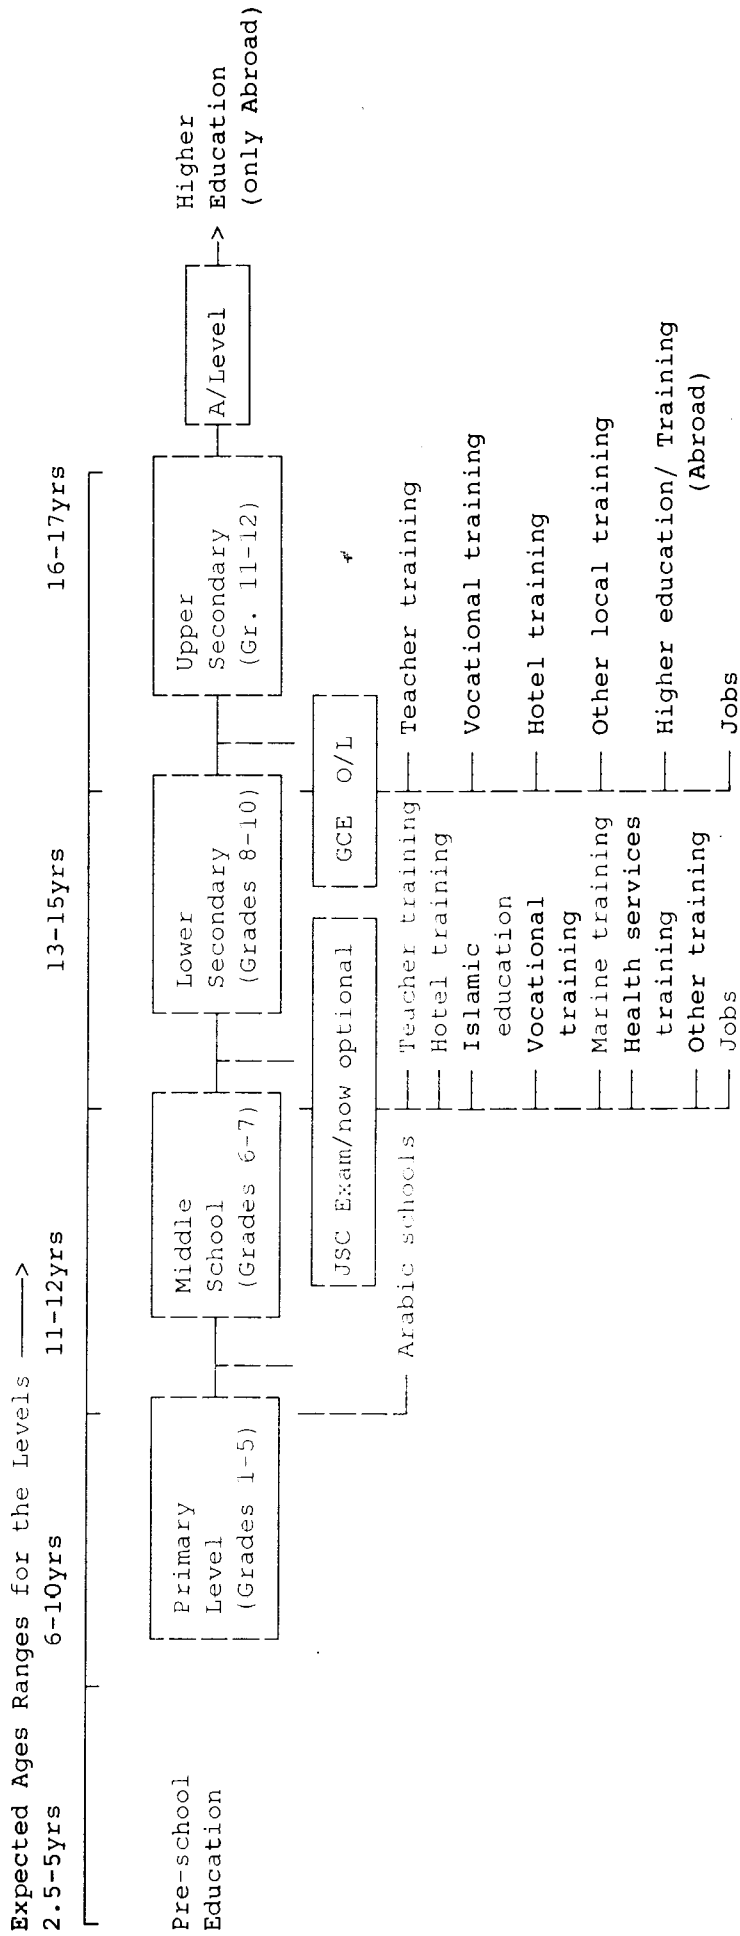 Expected Ages Ranges for the Levels ———>
2.5-5yrs 6-10yrs 11-12yrs 13-15yrs 16-17yrs
Pre-school
Education
Primary
Level
(Grades 1-5)
Middle
School
(Grades 6-7)
Lower
Secondary
(Grades 8-10)
Upper
Secondary
(Gr. 11-12)
A/Level
Higher
Education
(only Abroad)
JSC Exam/now optional
GCE O/L
Arabic schools
Teacher training
Hotel training
Islamic
education
Vocational
training
Marine training
Health services
training
Other training
Jobs
Teacher training
Vocational training
Hotel training
Other local training
Higher education/ Training
(Abroad)
Jobs